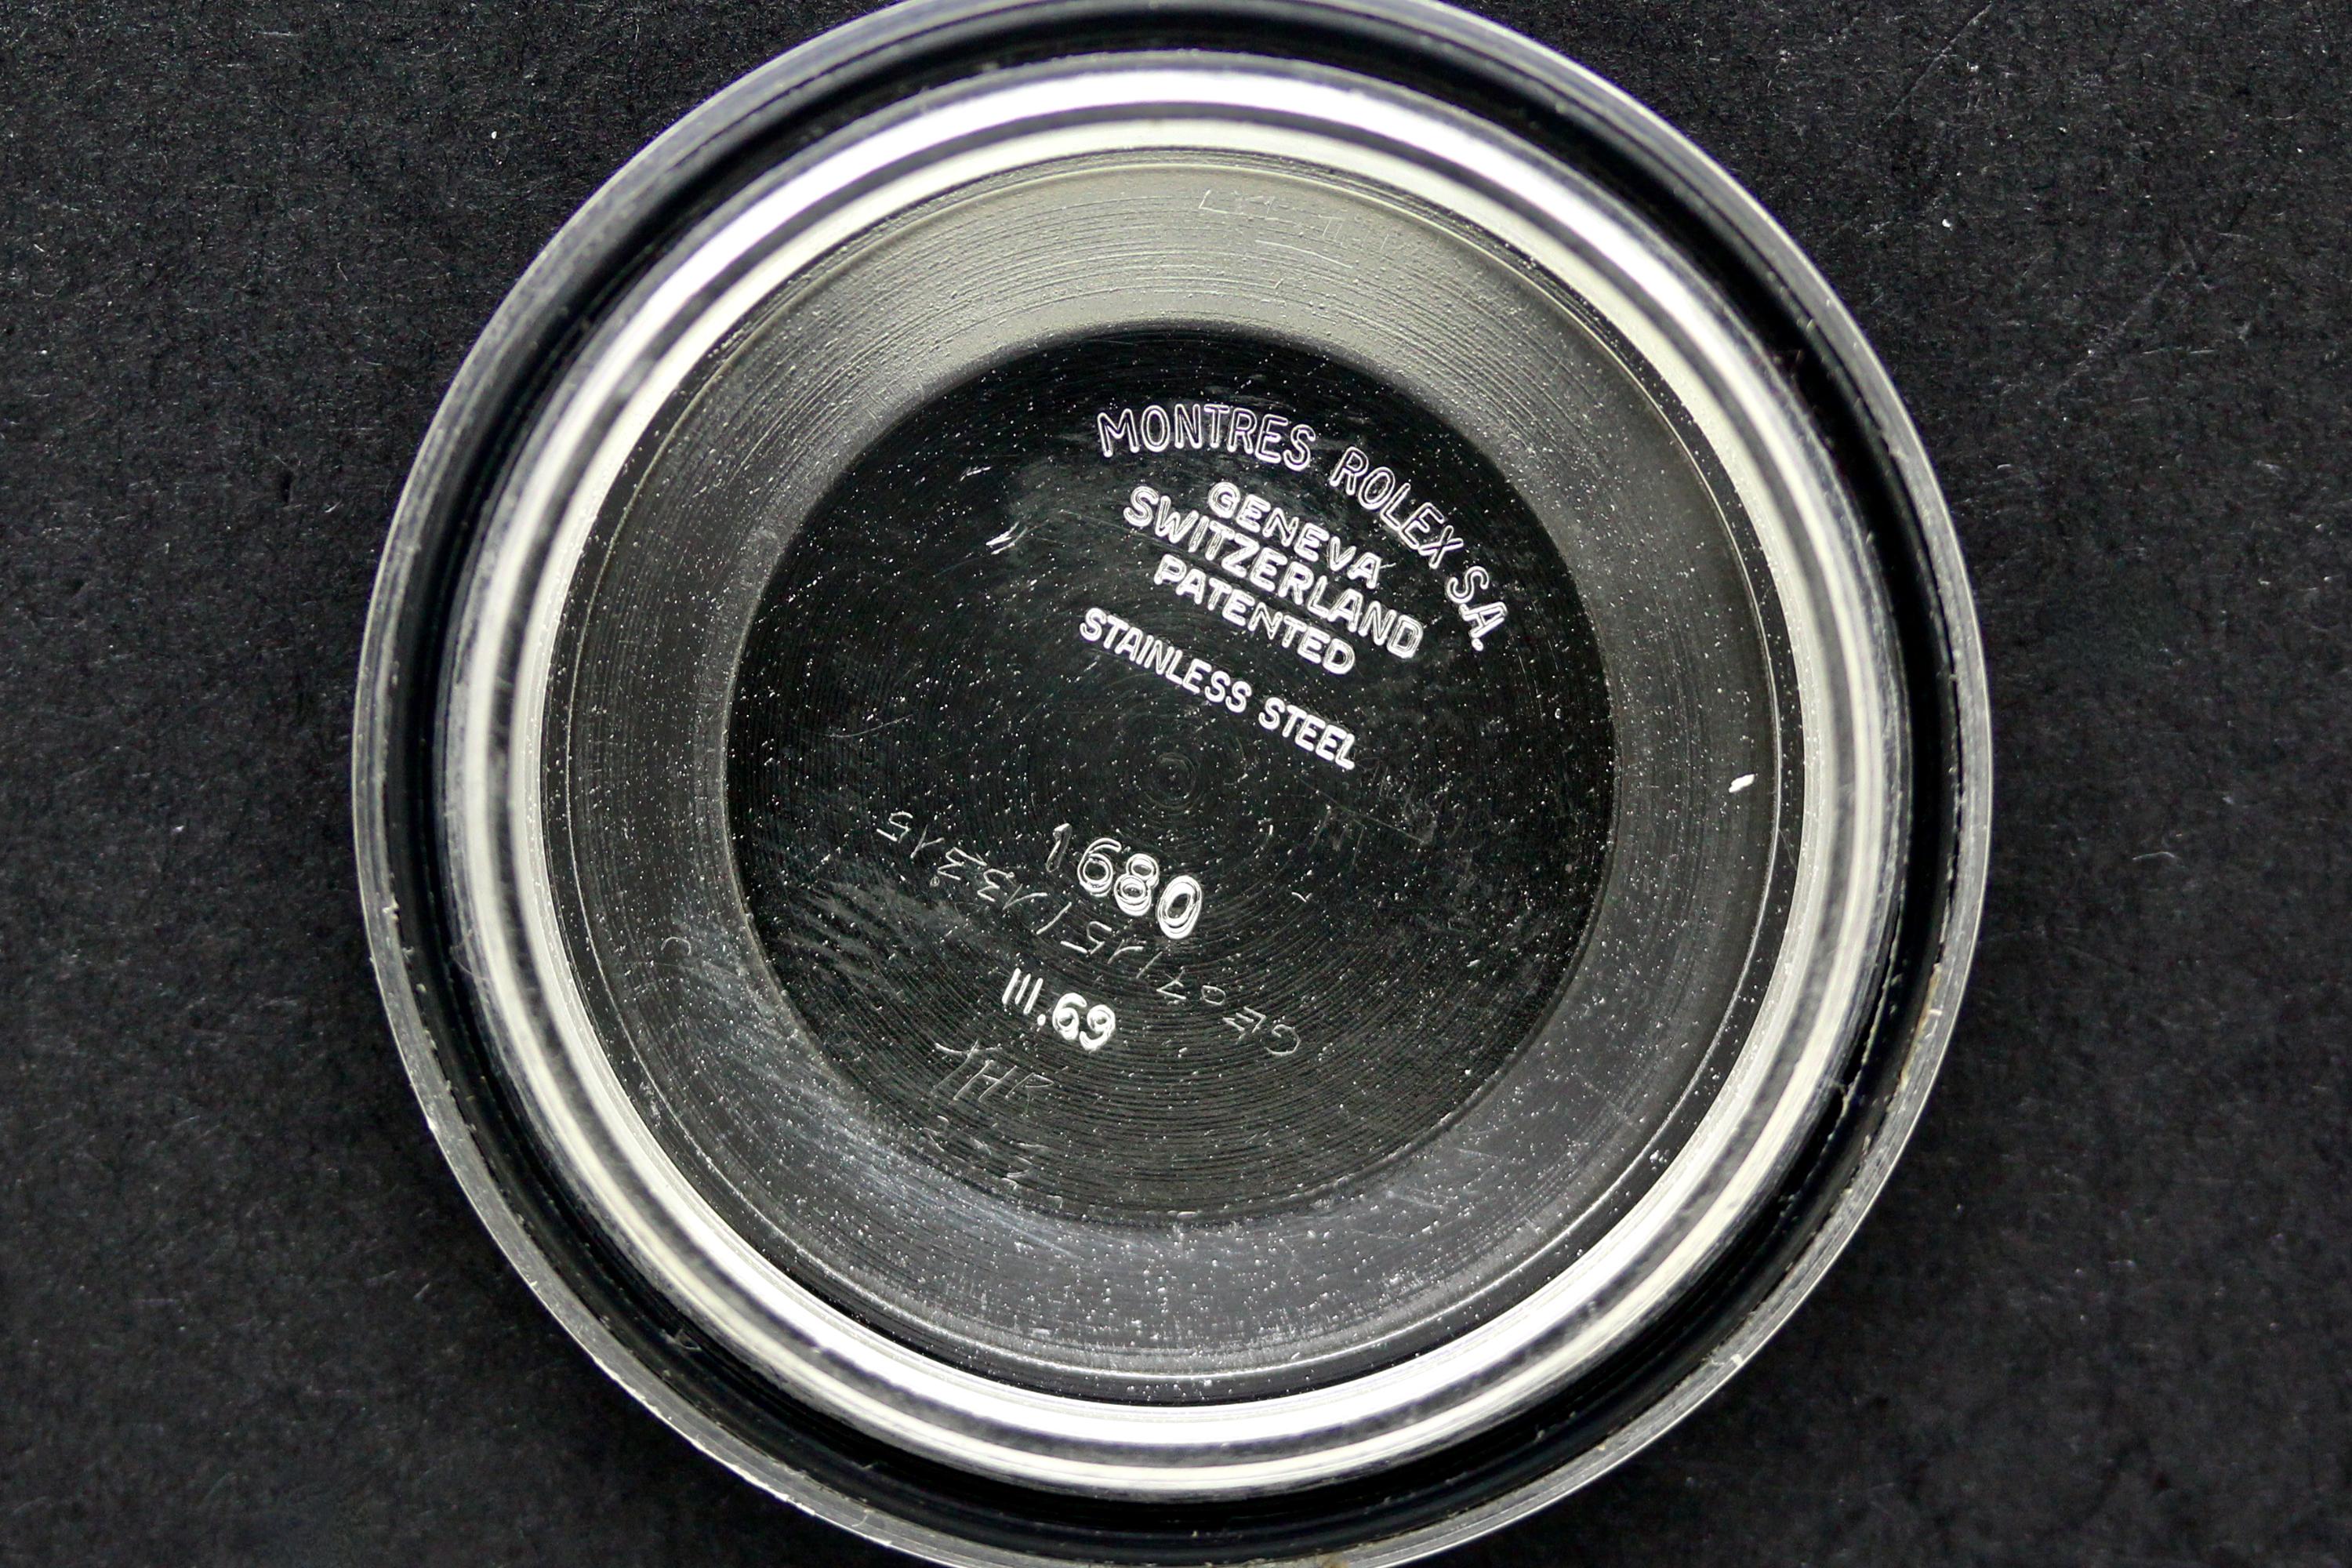 MONTRES ROLEX S.A.
GENEVA
SWITZERLAND
PATENTED
STAINLESS STEEL
1680
III.69